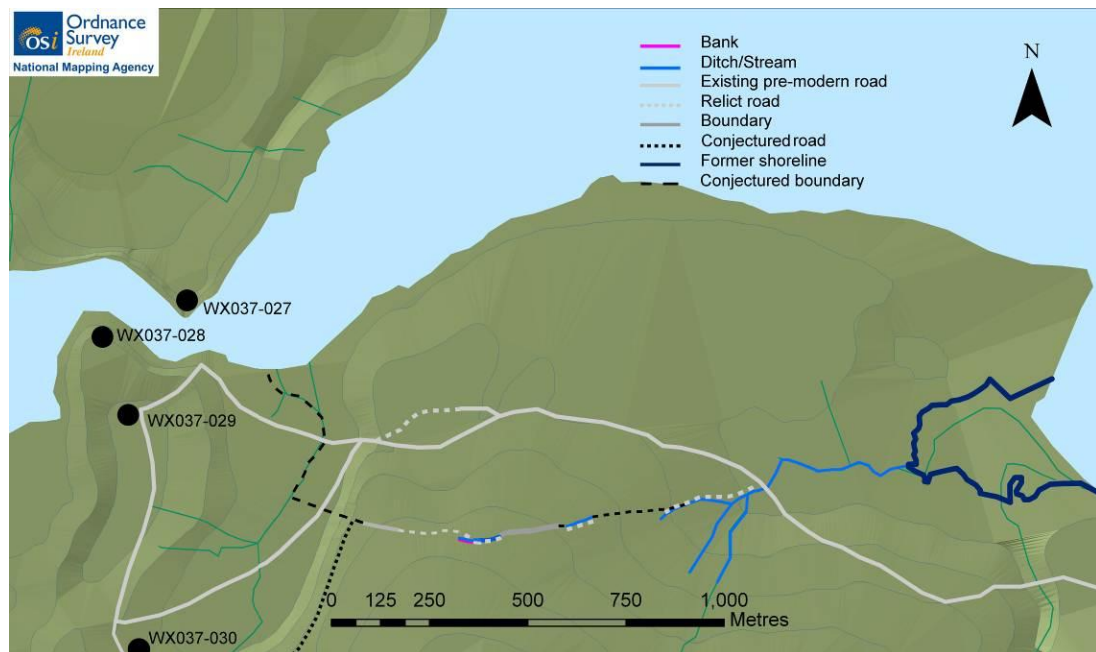 Ordnance
Survey
Ireland
osi
National Mapping Agency
Bank
Ditch/Stream
Existing pre-modern road
Relict road
Boundary
Conjectured road
Former shoreline
Conjectured boundary
N
WX037-027
WX037-028
WX037-029
0 125 250 500 750 1,000
Metres
WX037-030